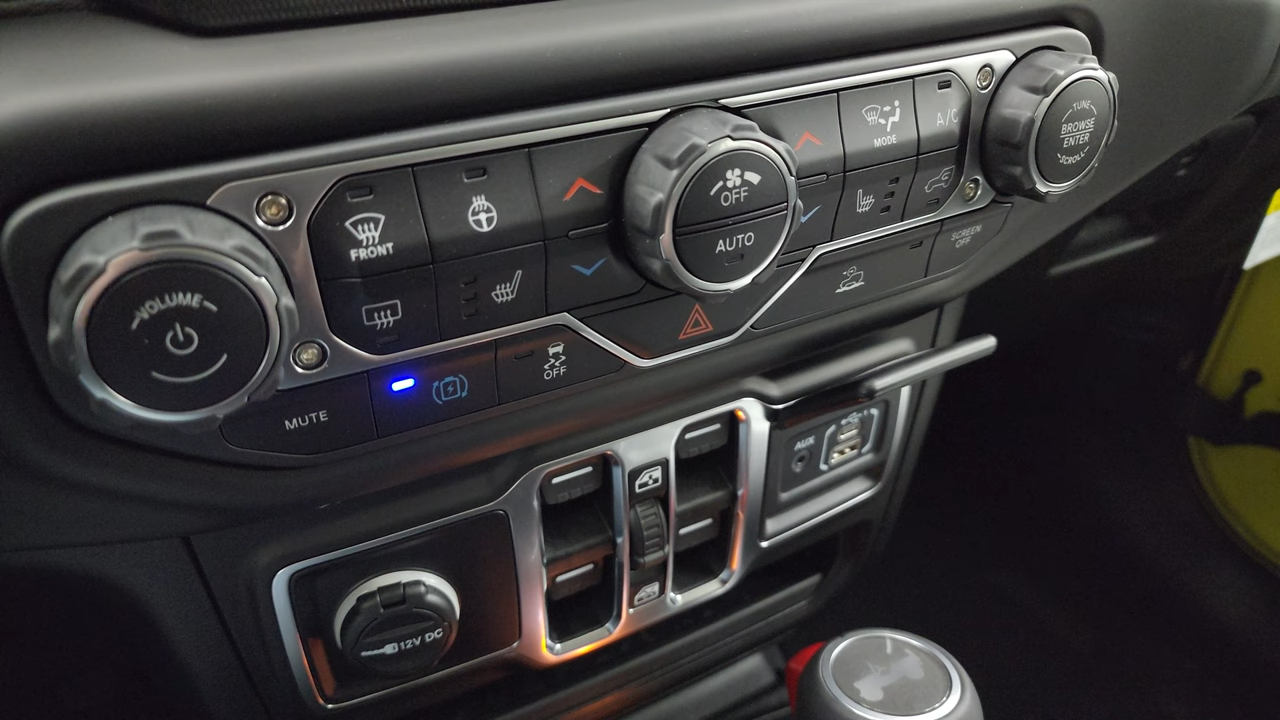 VOLUME
MUTE
FRONT
OFF
OFF
AUTO
MODE
A/C
SCREEN
OFF
TUNE
BROWSE
ENTER
SCROLL
AUX
12V DC